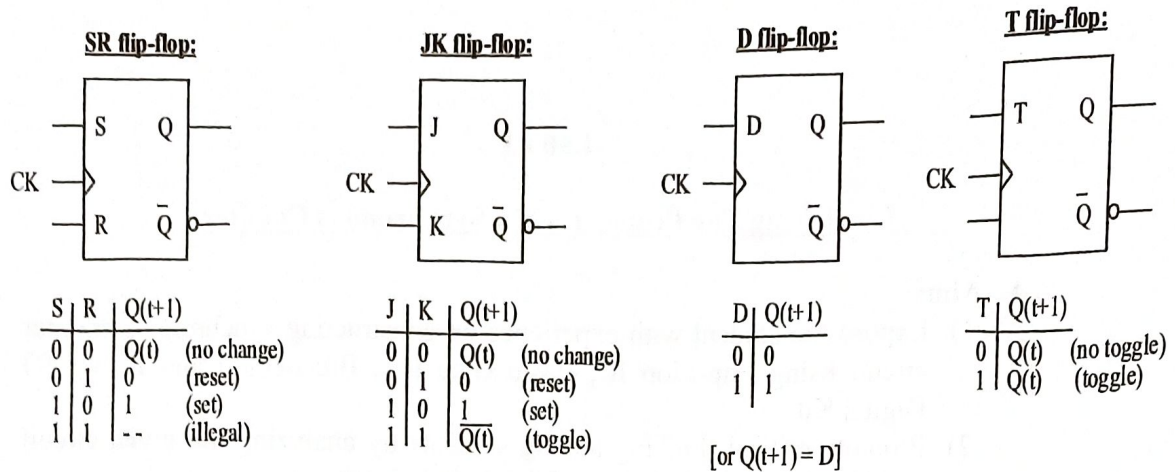 SR flip-flop:
JK flip-flop:
D flip-flop:
T flip-flop:
S Q
CK
R Q̅
J Q
CK
K Q̅
D Q
CK
Q̅
T Q
CK
Q̅
S R Q(t+1)
0 0 Q(t) (no change)
0 1 0 (reset)
1 0 1 (set)
1 1 -- (illegal)
J K Q(t+1)
0 0 Q(t) (no change)
0 1 0 (reset)
1 0 1 (set)
1 1 Q̅(̅t̅)̅ (toggle)
D Q(t+1)
0 0
1 1
[or Q(t+1) = D]
T Q(t+1)
0 Q(t) (no toggle)
1 Q(t) (toggle)